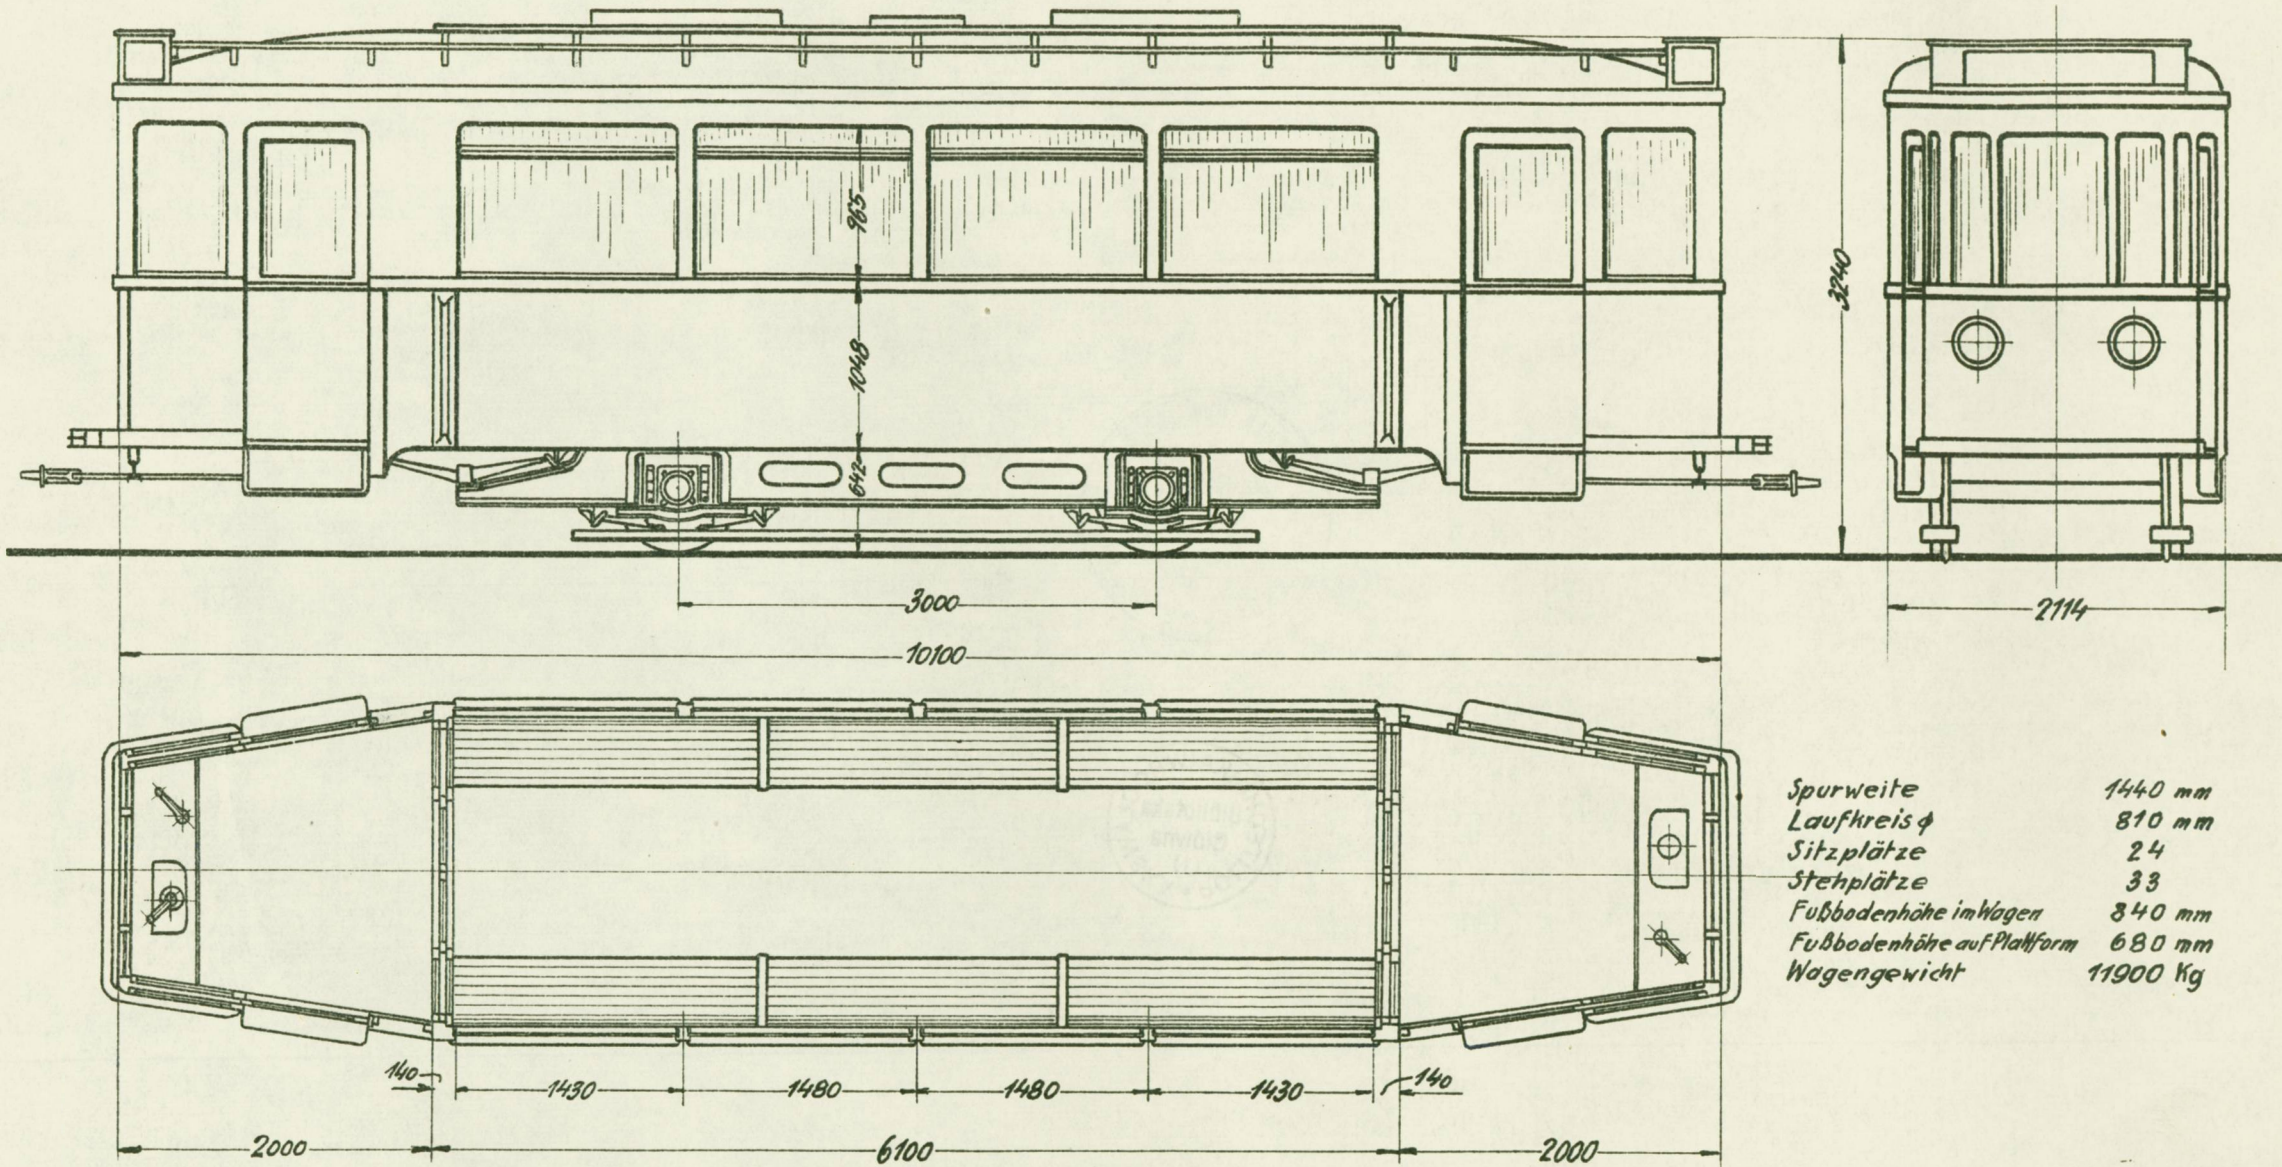 965
1048
642
3240
3000
2114
10100
Spurweite 1440 mm
Laufkreis ϕ 810 mm
Sitzplätze 24
Stehplätze 33
Fußbodenhöhe im Wagen 840 mm
Fußbodenhöhe auf Plattform 680 mm
Wagengewicht 11900 Kg
140
1430
1480
1480
1430
140
2000
6100
2000